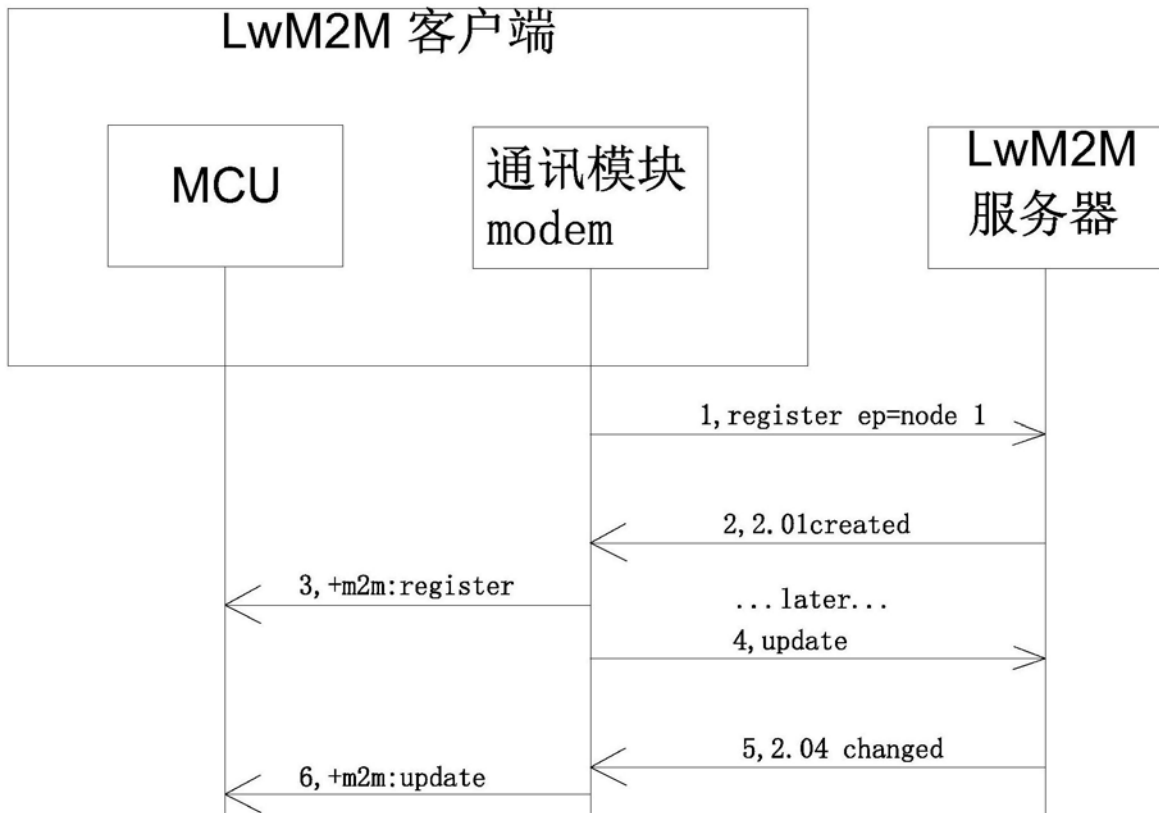 LwM2M 客户端
MCU
通讯模块
modem
LwM2M
服务器
1,register ep=node 1
2,2.01created
3,+m2m:register
...later...
4,update
5,2.04 changed
6,+m2m:update